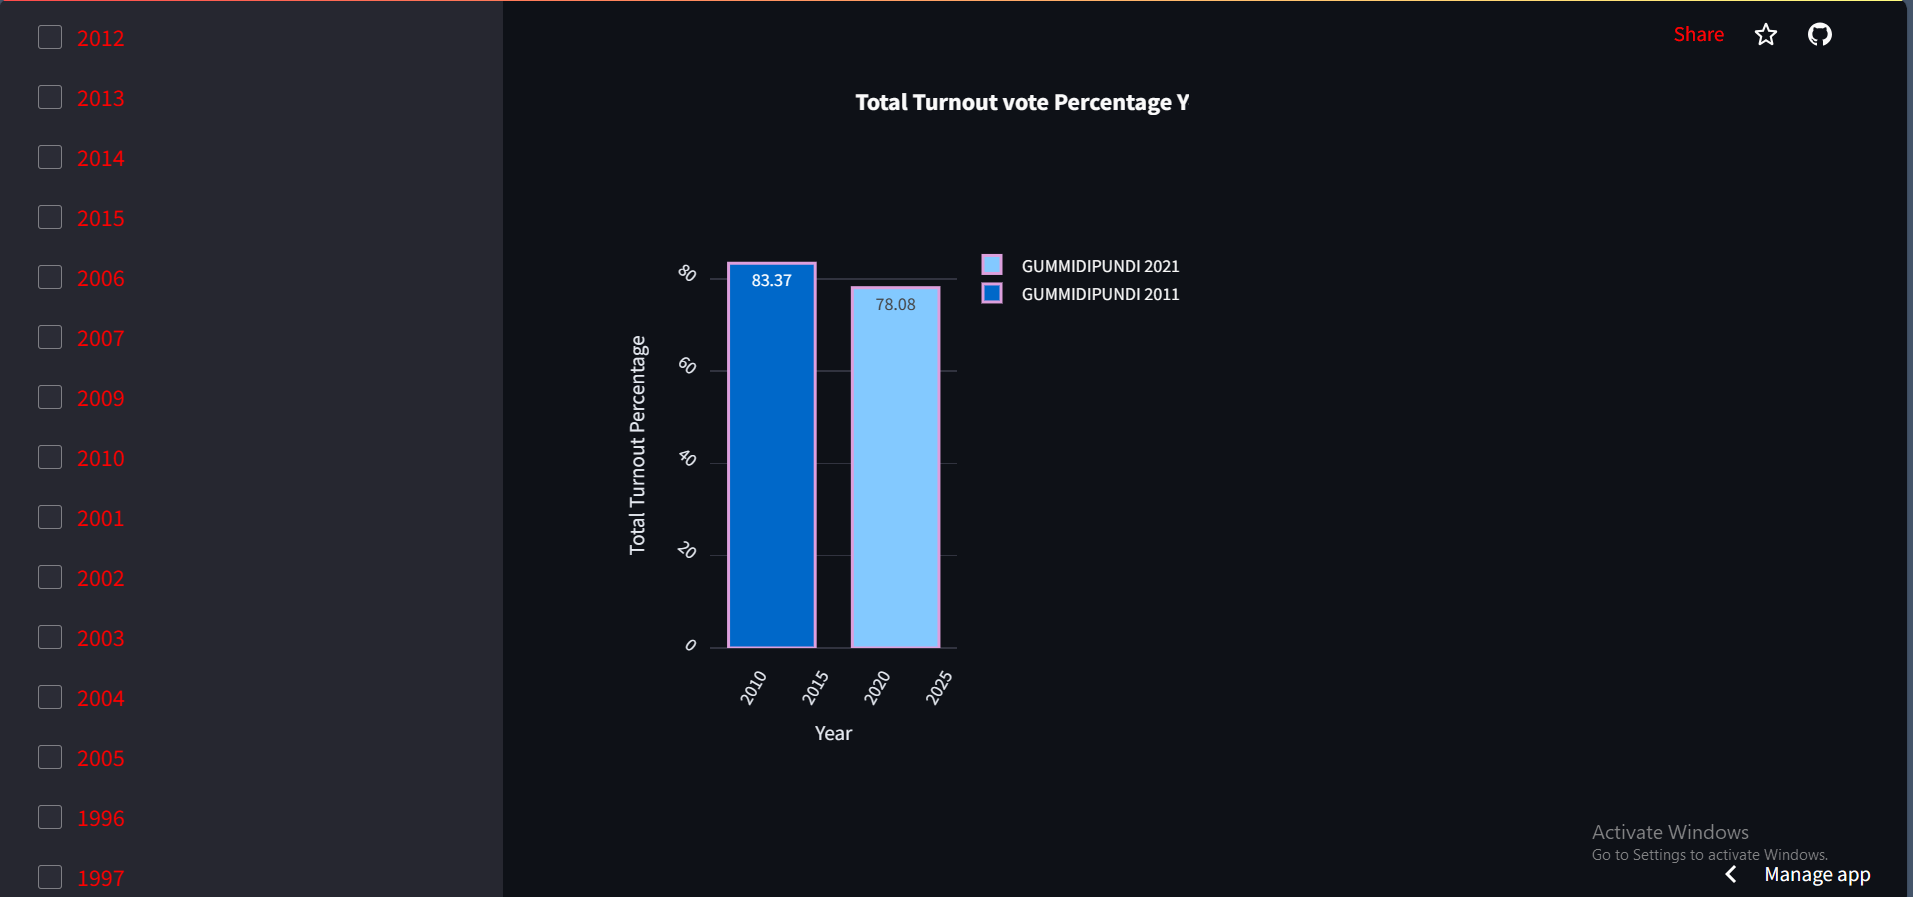 2012
2013
2014
2015
2006
2007
2009
2010
2001
2002
2003
2004
2005
1996
1997
Share
Total Turnout vote Percentage Y
GUMMIDIPUNDI 2021
GUMMIDIPUNDI 2011
Total Turnout Percentage
80
60
40
20
0
83.37
78.08
2010
2015
2020
2025
Year
Activate Windows
Go to Settings to activate Windows.
Manage app